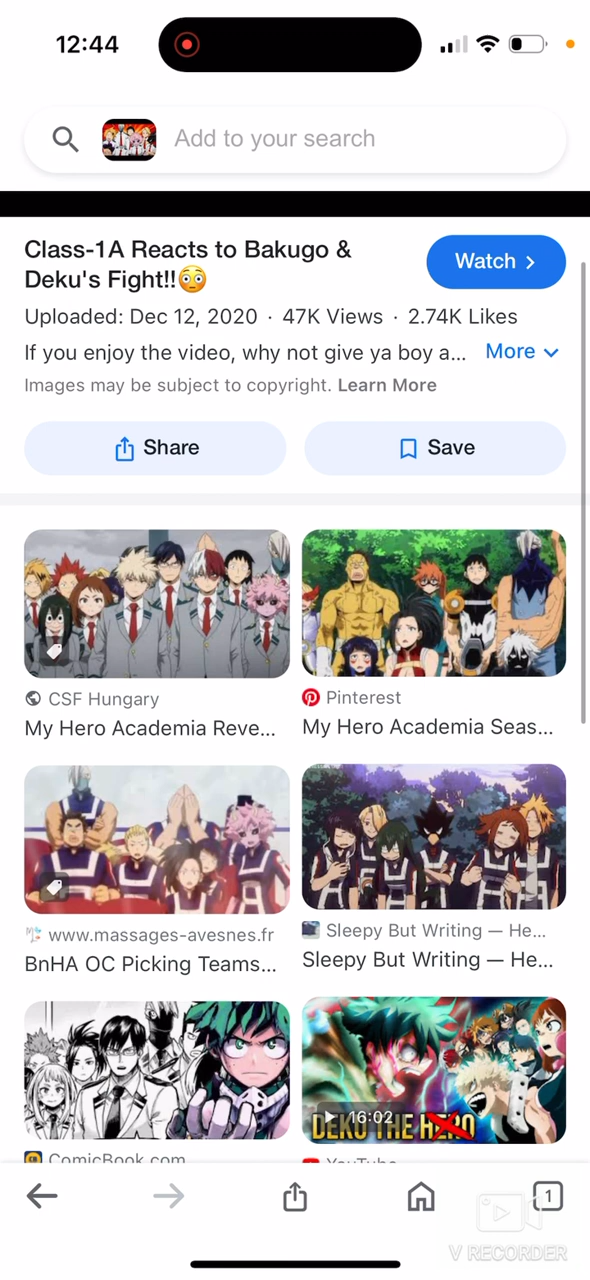 12:44
Add to your search
Class-1A Reacts to Bakugo &
Deku's Fight!!😳
Watch
Uploaded: Dec 12, 2020 · 47K Views · 2.74K Likes
If you enjoy the video, why not give ya boy a... More
Images may be subject to copyright. Learn More
Share
Save
CSF Hungary
My Hero Academia Reve...
Pinterest
My Hero Academia Seas...
www.massages-avesnes.fr
BnHA OC Picking Teams...
Sleepy But Writing — He...
Sleepy But Writing — He...
16:02
DEKU THE HERO
ComicBook.com
YouTube
1
V RECORDER